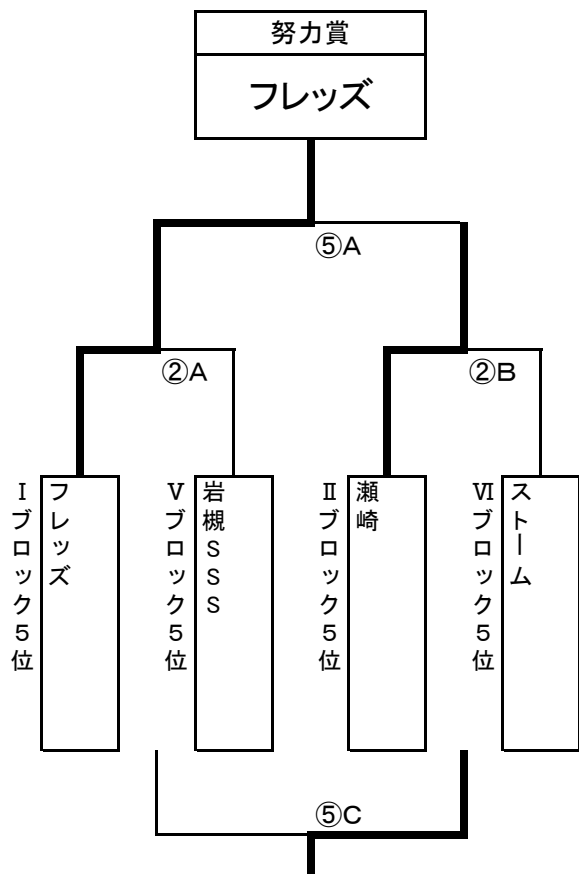 努力賞
フレッズ
⑤A
②A
②B
Ⅰブロック5位
フレッズ
Ⅴブロック5位
岩槻SSS
Ⅱブロック5位
瀬崎
Ⅵブロック5位
ストーム
⑤C